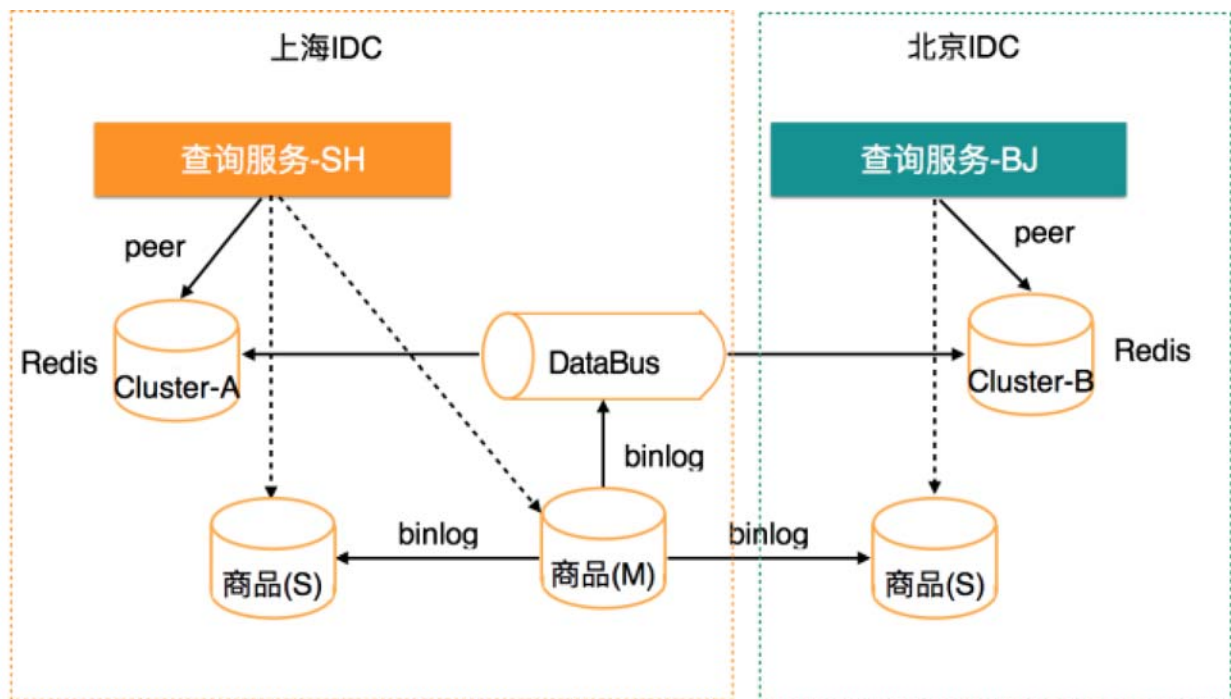 上海IDC
北京IDC
查询服务-SH
查询服务-BJ
peer
peer
Redis
Cluster-A
DataBus
Cluster-B
Redis
binlog
binlog
binlog
商品(S)
商品(M)
商品(S)